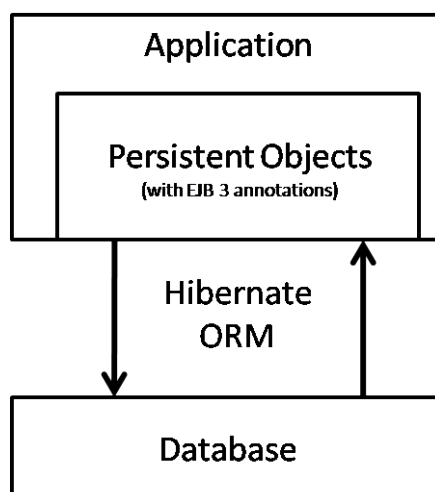 Application
Persistent Objects
(with EJB 3 annotations)
Hibernate
ORM
Database